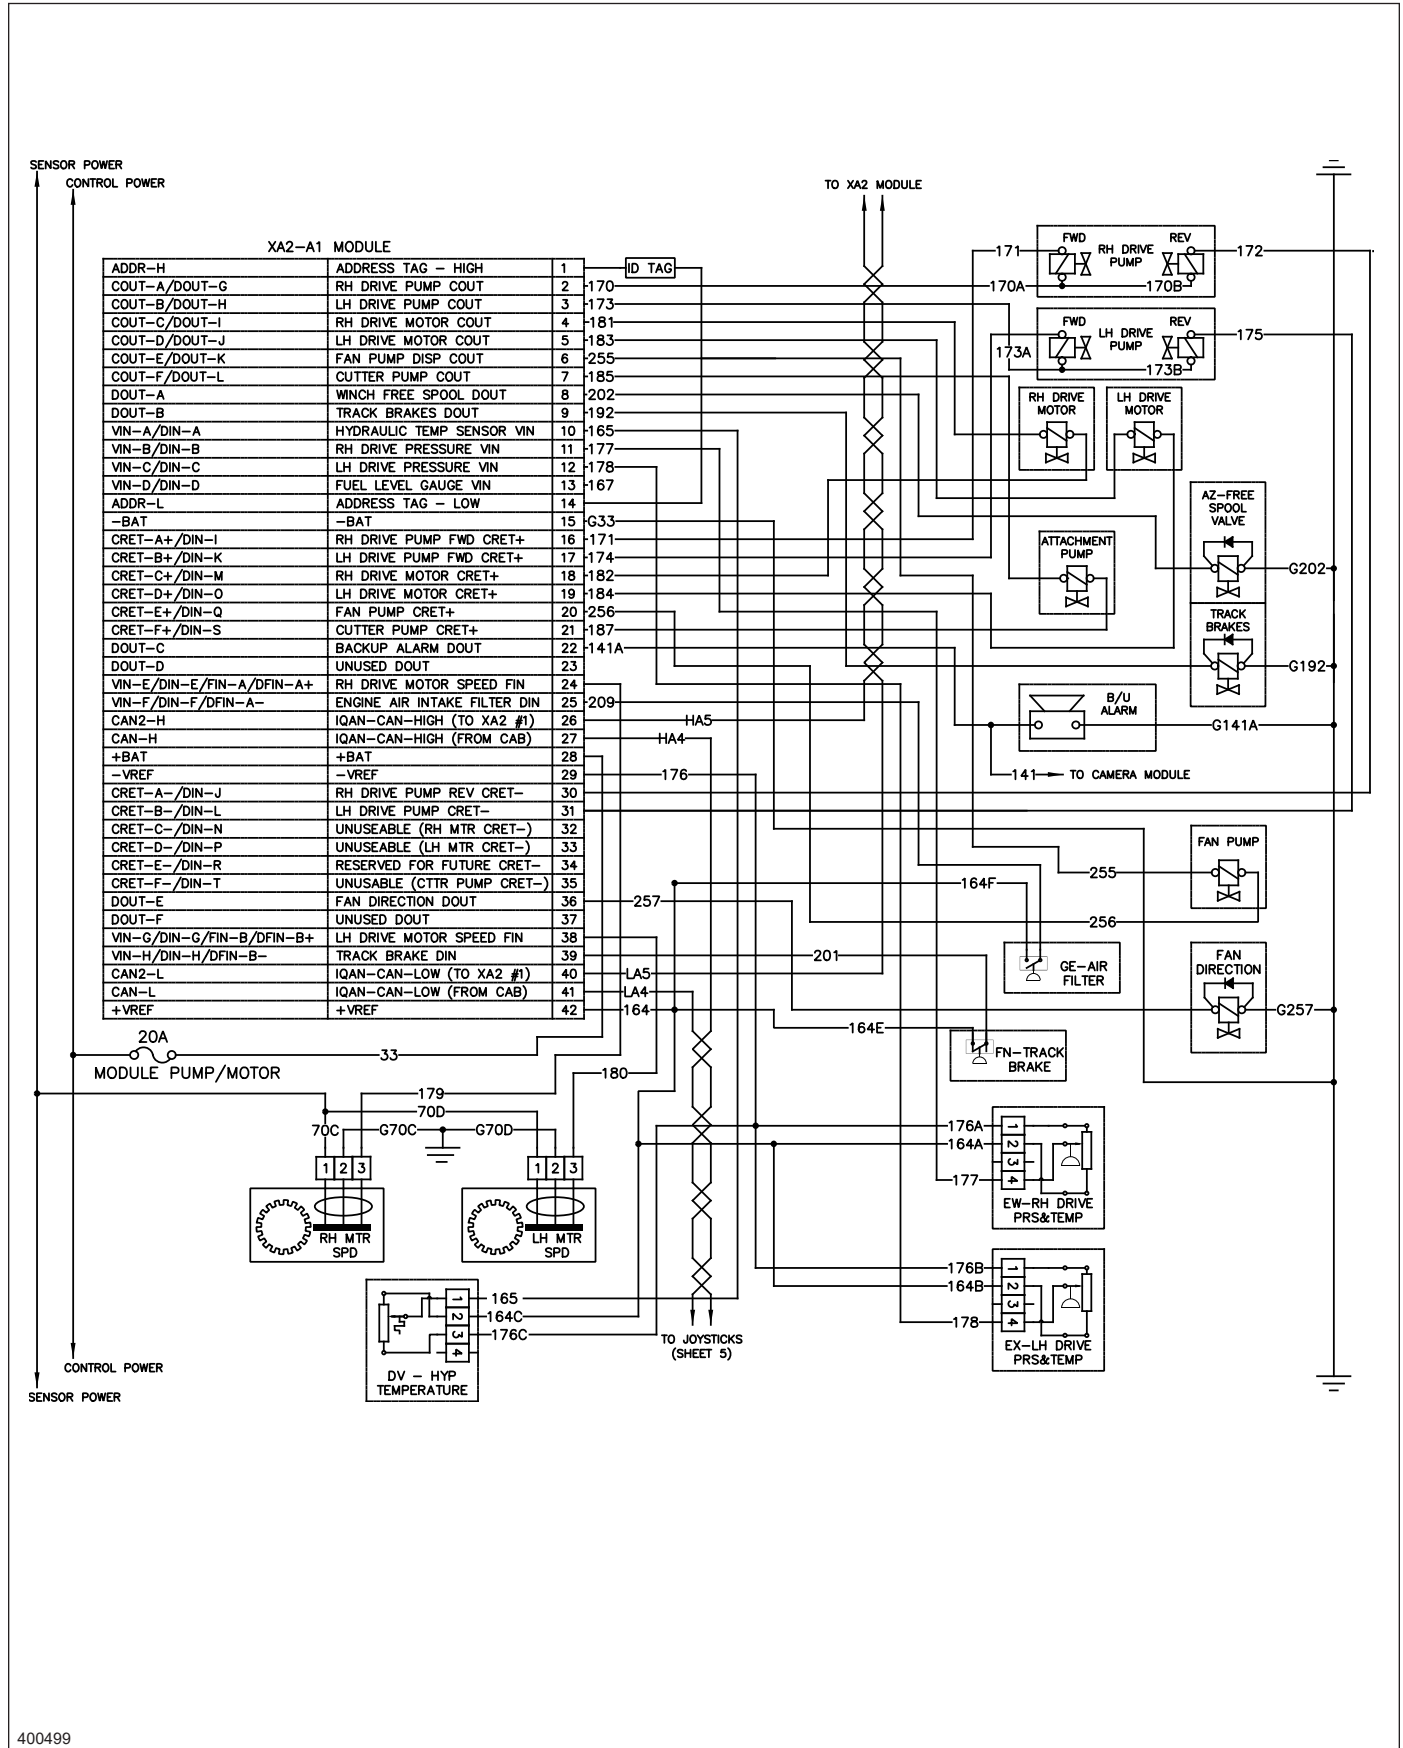 SENSOR POWER
CONTROL POWER
TO XA2 MODULE
XA2-A1 MODULE
ADDR-H ADDRESS TAG - HIGH 1 ID TAG
COUT-A/DOUT-G RH DRIVE PUMP COUT 2 170
COUT-B/DOUT-H LH DRIVE PUMP COUT 3 173
COUT-C/DOUT-I RH DRIVE MOTOR COUT 4 181
COUT-D/DOUT-J LH DRIVE MOTOR COUT 5 183
COUT-E/DOUT-K FAN PUMP DISP COUT 6 255
COUT-F/DOUT-L CUTTER PUMP COUT 7 185
DOUT-A WINCH FREE SPOOL DOUT 8 202
DOUT-B TRACK BRAKES DOUT 9 192
VIN-A/DIN-A HYDRAULIC TEMP SENSOR VIN 10 165
VIN-B/DIN-B RH DRIVE PRESSURE VIN 11 177
VIN-C/DIN-C LH DRIVE PRESSURE VIN 12 178
VIN-D/DIN-D FUEL LEVEL GAUGE VIN 13 167
ADDR-L ADDRESS TAG - LOW 14
-BAT -BAT 15 G33
CRET-A+/DIN-I RH DRIVE PUMP FWD CRET+ 16 171
CRET-B+/DIN-K LH DRIVE PUMP FWD CRET+ 17 174
CRET-C+/DIN-M RH DRIVE MOTOR CRET+ 18 182
CRET-D+/DIN-O LH DRIVE MOTOR CRET+ 19 184
CRET-E+/DIN-Q FAN PUMP CRET+ 20 256
CRET-F+/DIN-S CUTTER PUMP CRET+ 21 187
DOUT-C BACKUP ALARM DOUT 22 141A
DOUT-D UNUSED DOUT 23
VIN-E/DIN-E/FIN-A/DFIN-A+ RH DRIVE MOTOR SPEED FIN 24
VIN-F/DIN-F/DFIN-A- ENGINE AIR INTAKE FILTER DIN 25 209
CAN2-H IQAN-CAN-HIGH (TO XA2 #1) 26 HA5
CAN-H IQAN-CAN-HIGH (FROM CAB) 27 HA4
+BAT +BAT 28
-VREF -VREF 29 176
CRET-A-/DIN-J RH DRIVE PUMP REV CRET- 30
CRET-B-/DIN-L LH DRIVE PUMP CRET- 31
CRET-C-/DIN-N UNUSEABLE (RH MTR CRET-) 32
CRET-D-/DIN-P UNUSEABLE (LH MTR CRET-) 33
CRET-E-/DIN-R RESERVED FOR FUTURE CRET- 34
CRET-F-/DIN-T UNUSABLE (CTTR PUMP CRET-) 35
DOUT-E FAN DIRECTION DOUT 36 257
DOUT-F UNUSED DOUT 37
VIN-G/DIN-G/FIN-B/DFIN-B+ LH DRIVE MOTOR SPEED FIN 38
VIN-H/DIN-H/DFIN-B- TRACK BRAKE DIN 39 201
CAN2-L IQAN-CAN-LOW (TO XA2 #1) 40 LA5
CAN-L IQAN-CAN-LOW (FROM CAB) 41 LA4
+VREF +VREF 42 164
171 FWD RH DRIVE PUMP REV 172
170A 170B
FWD LH DRIVE PUMP REV 175
173A 173B
RH DRIVE MOTOR
LH DRIVE MOTOR
AZ-FREE SPOOL VALVE
G202
ATTACHMENT PUMP
TRACK BRAKES
G192
B/U ALARM
G141A
141 TO CAMERA MODULE
FAN PUMP
255
256
164F
GE-AIR FILTER
FAN DIRECTION
G257
164E
FN-TRACK BRAKE
20A
33
MODULE PUMP/MOTOR
180
179
70D
70C G70C G70D
1 2 3
1 2 3
RH MTR SPD
LH MTR SPD
176A 1
164A 2
3
177 4
EW-RH DRIVE PRS&TEMP
176B 1
164B 2
3
178 4
EX-LH DRIVE PRS&TEMP
1 165
2 164C
3 176C
4
DV - HYP TEMPERATURE
TO JOYSTICKS
(SHEET 5)
CONTROL POWER
SENSOR POWER
400499